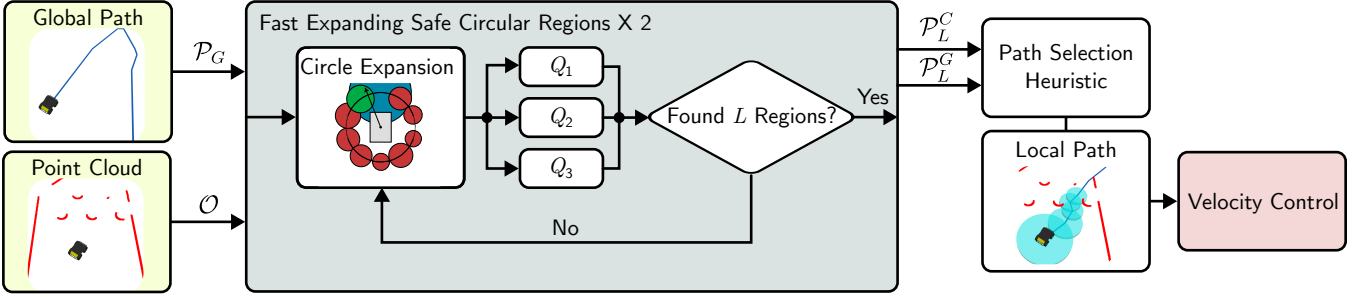 Global Path
𝒫_G
Point Cloud
𝒪
Fast Expanding Safe Circular Regions X 2
Circle Expansion
Q_1
Q_2
Q_3
Found L Regions?
Yes
No
𝒫_L^C
𝒫_L^G
Path Selection
Heuristic
Local Path
Velocity Control